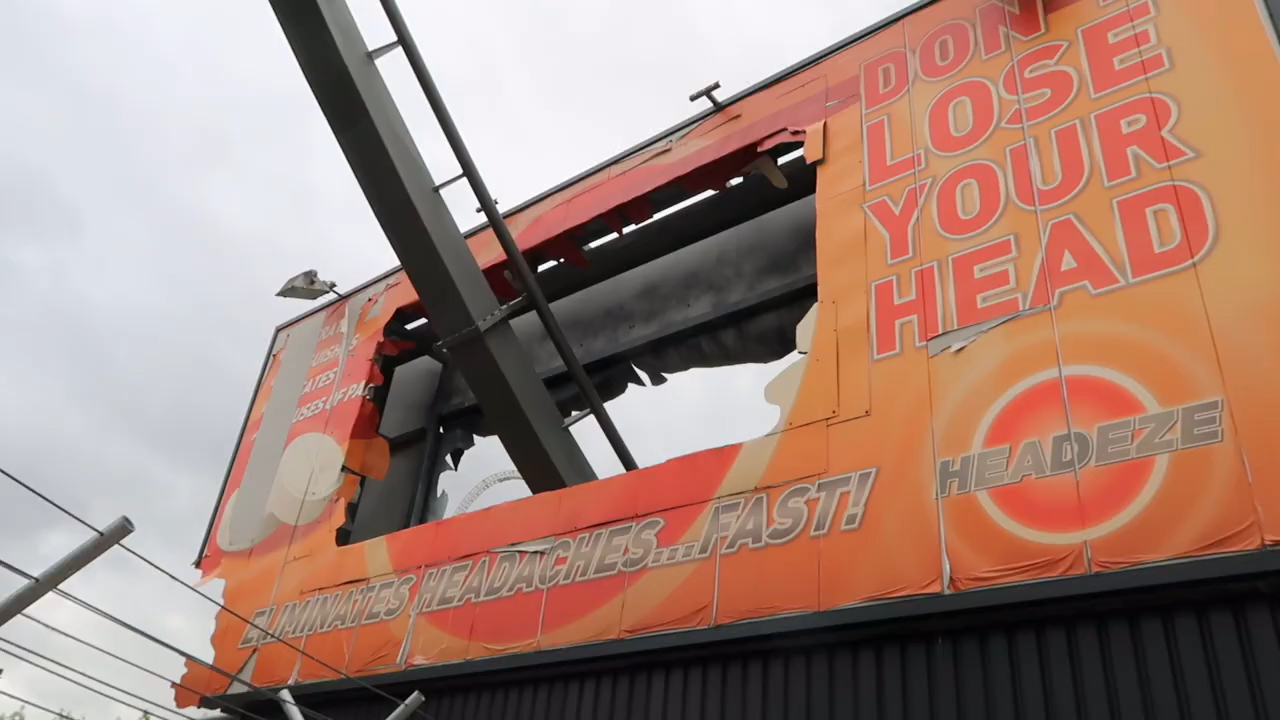 DON'T
LOSE
YOUR
HEAD
HEADEZE
ELIMINATES HEADACHES...FAST!